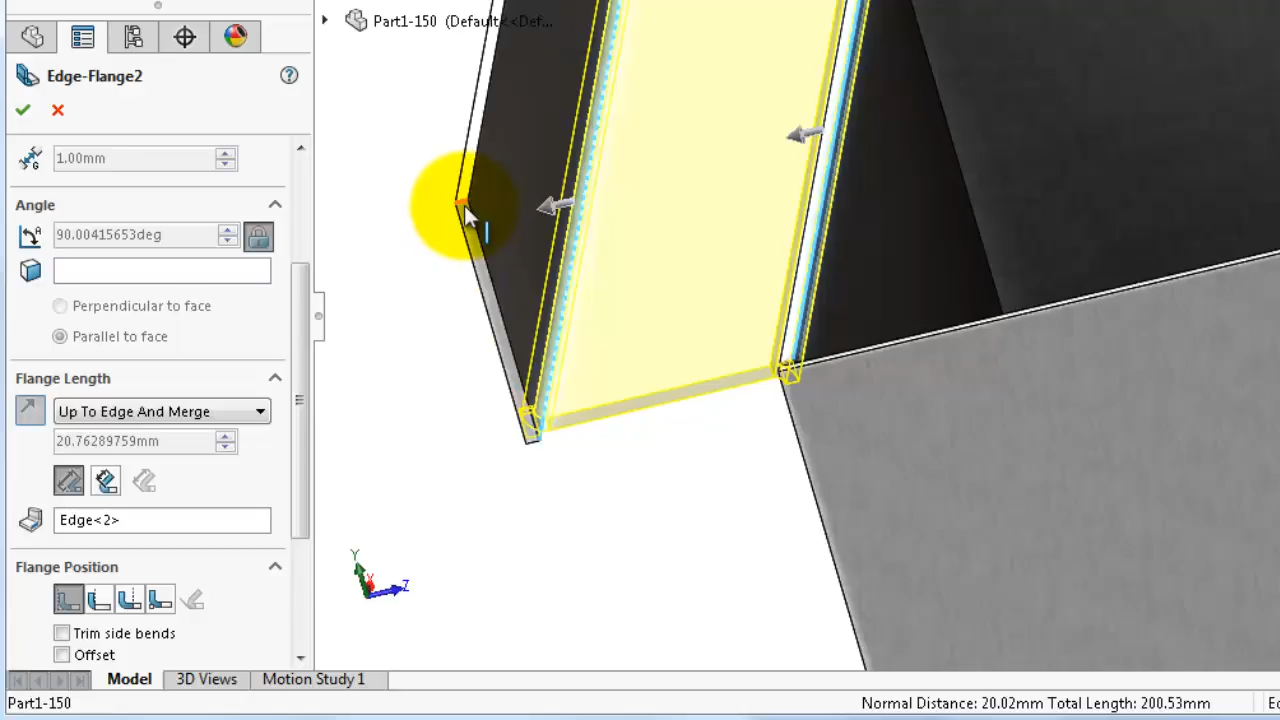 Part1-150 (Default<<Def...
Edge-Flange2
1.00mm
Angle
90.00415653deg
Perpendicular to face
Parallel to face
Flange Length
Up To Edge And Merge
20.76289759mm
Edge<2>
Flange Position
Trim side bends
Offset
Y
X
Z
Model
3D Views
Motion Study 1
Part1-150
Normal Distance: 20.02mm Total Length: 200.53mm